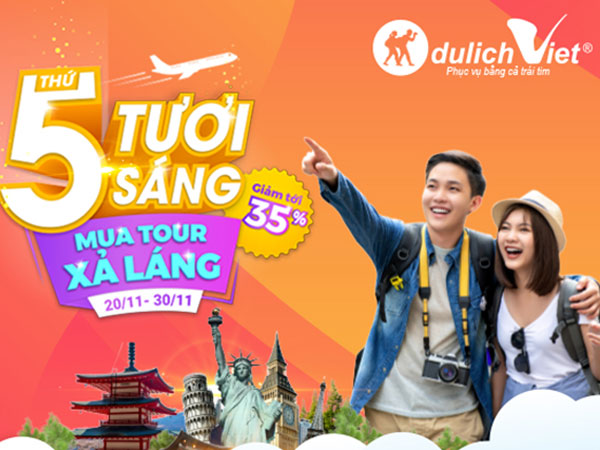 dulichViet®
Phục vụ bằng cả trái tim
THỨ
5 TƯƠI
SÁNG
Giảm tới
35%
MUA TOUR
XẢ LÁNG
20/11- 30/11